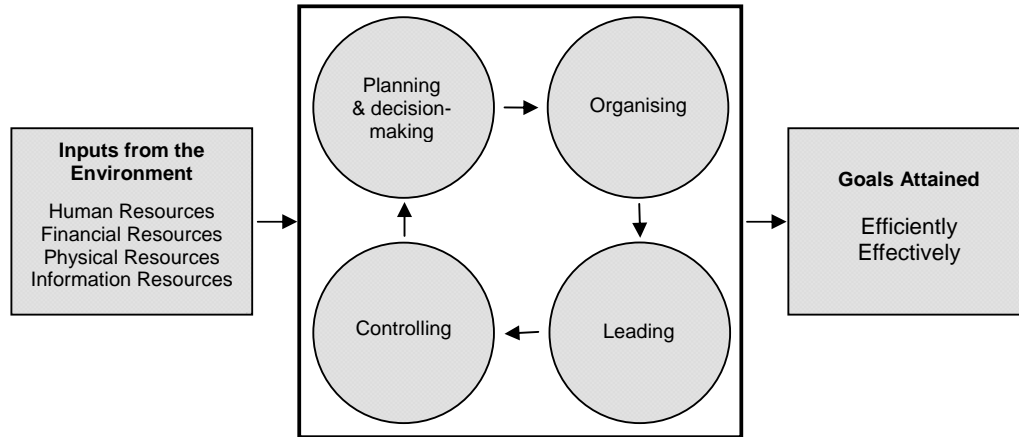 Inputs from the
Environment
Human Resources
Financial Resources
Physical Resources
Information Resources
Planning
& decision-
making
Organising
Controlling
Leading
Goals Attained
Efficiently
Effectively